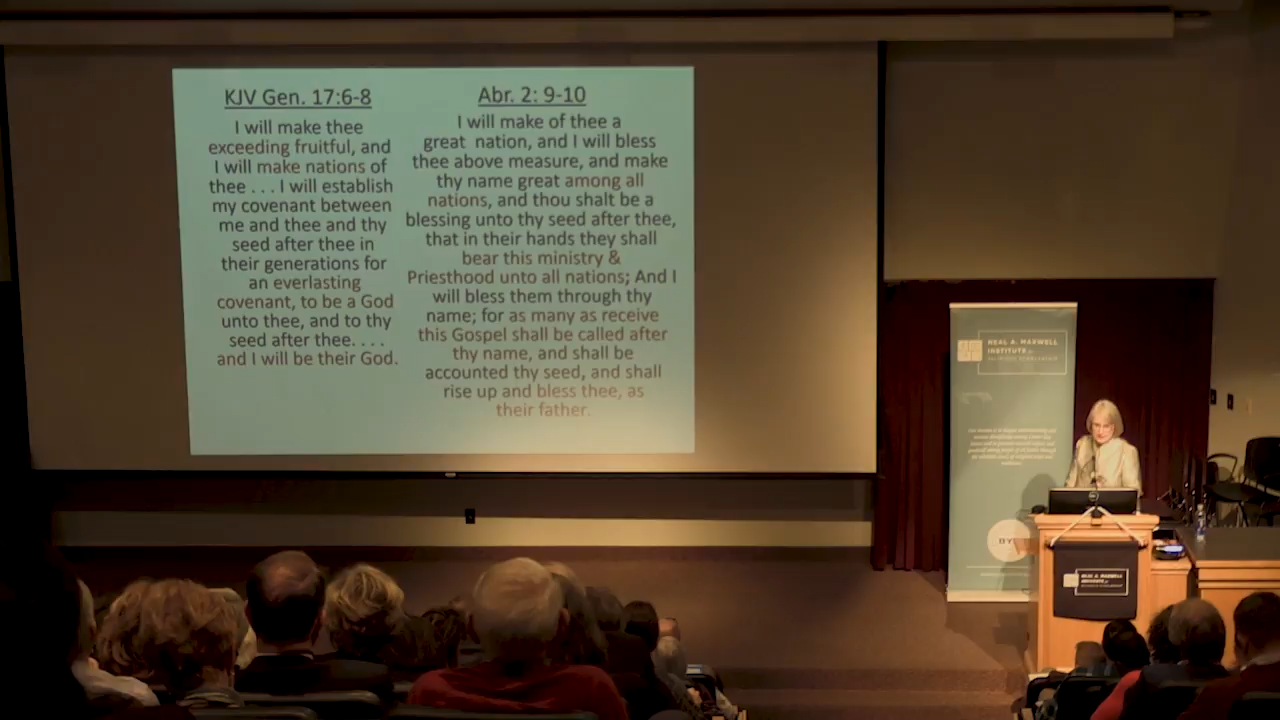 KJV Gen. 17:6-8
I will make thee
exceeding fruitful, and
I will make nations of
thee . . . I will establish
my covenant between
me and thee and thy
seed after thee in
their generations for
an everlasting
covenant, to be a God
unto thee, and to thy
seed after thee. . . .
and I will be their God.
Abr. 2: 9-10
I will make of thee a
great nation, and I will bless
thee above measure, and make
thy name great among all
nations, and thou shalt be a
blessing unto thy seed after thee,
that in their hands they shall
bear this ministry &
Priesthood unto all nations; And I
will bless them through thy
name; for as many as receive
this Gospel shall be called after
thy name, and shall be
accounted thy seed, and shall
rise up and bless thee, as
their father.
NEAL A. MAXWELL
INSTITUTE
BY
NEAL A. MAXWELL
INSTITUTE